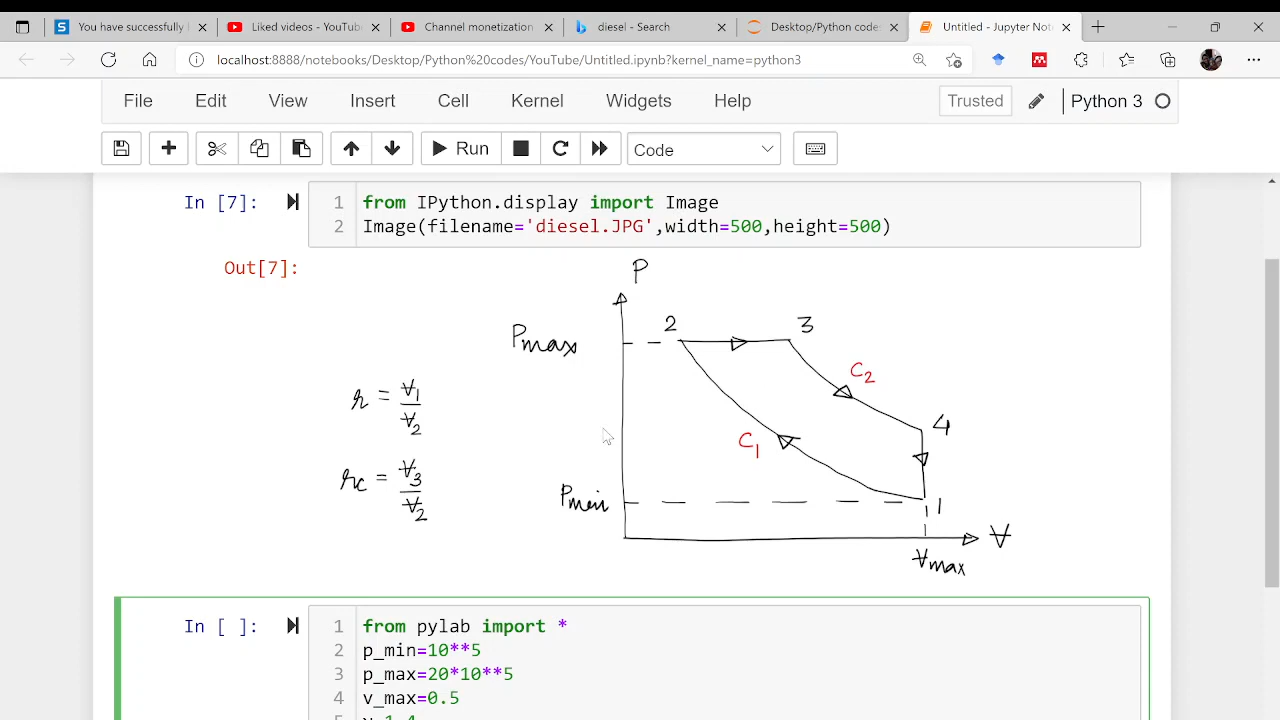 You have successfully
Liked videos - YouTube
Channel monetization
diesel - Search
Desktop/Python codes
Untitled - Jupyter Not
localhost:8888/notebooks/Desktop/Python%20codes/YouTube/Untitled.ipynb?kernel_name=python3
File Edit View Insert Cell Kernel Widgets Help
Trusted
Python 3
Run
Code
In [7]:
1 from IPython.display import Image
2 Image(filename='diesel.JPG',width=500,height=500)
Out[7]:
P
Pmax
2
3
C2
r = V1/V2
4
C1
rc = V3/V2
Pmin
1
V
Vmax
In [ ]:
1 from pylab import *
2 p_min=10**5
3 p_max=20*10**5
4 v_max=0.5